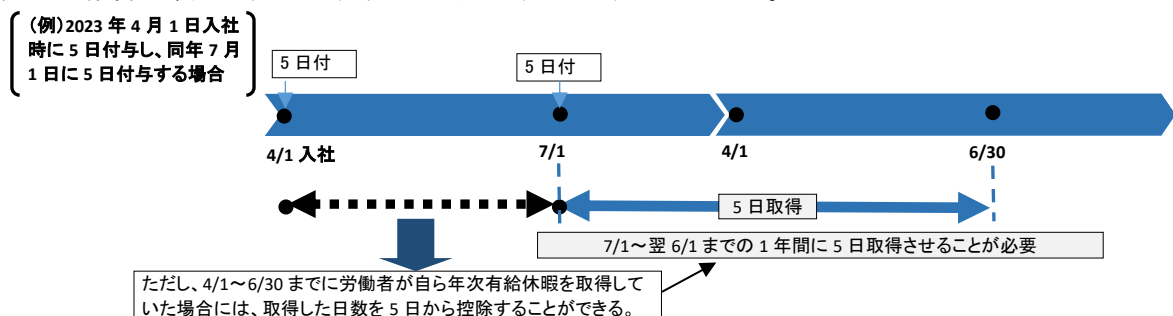 (例)2023 年 4 月 1 日入社
時に 5 日付与し、同年 7 月
1 日に 5 日付与する場合
5 日付
5 日付
4/1 入社
7/1
4/1
6/30
5 日取得
7/1～翌 6/1 までの 1 年間に 5 日取得させることが必要
ただし、4/1～6/30 までに労働者が自ら年次有給休暇を取得して
いた場合には、取得した日数を 5 日から控除することができる。